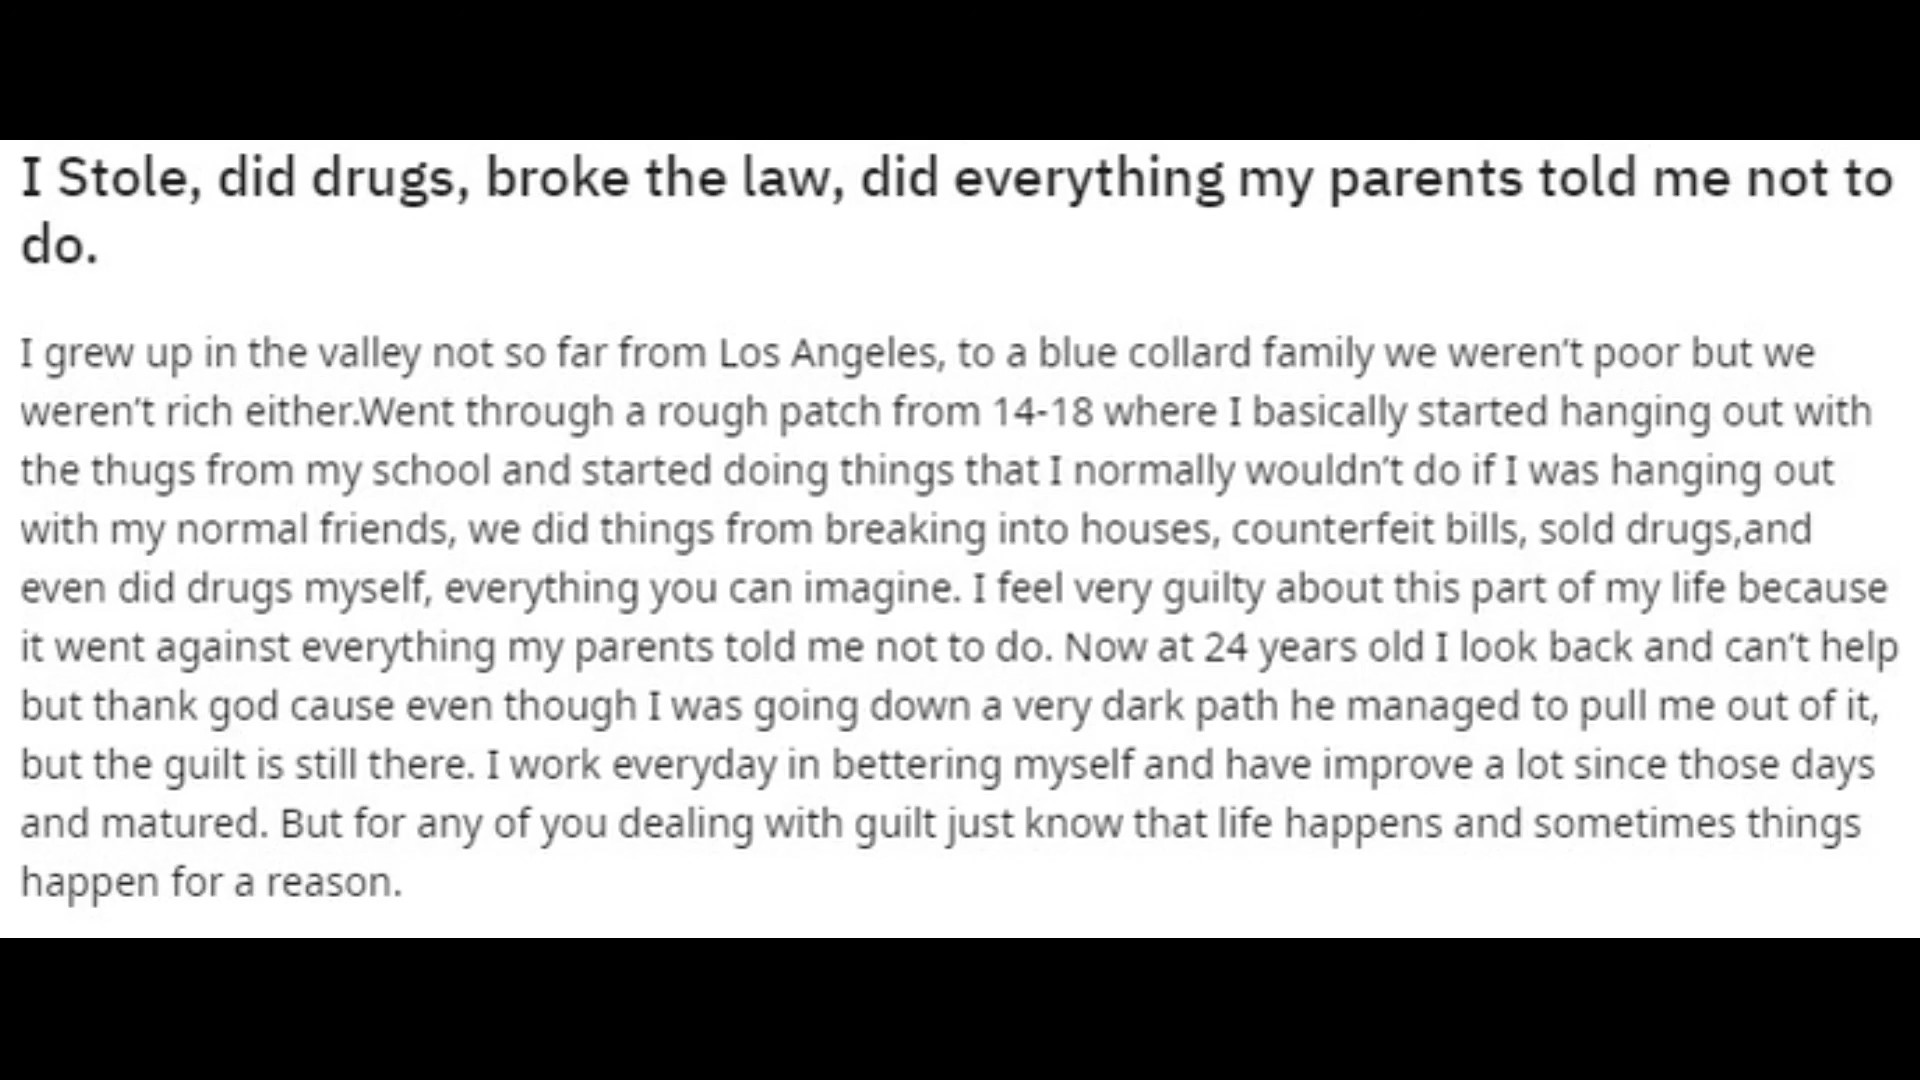 I Stole, did drugs, broke the law, did everything my parents told me not to
do.
I grew up in the valley not so far from Los Angeles, to a blue collard family we weren't poor but we
weren't rich either.Went through a rough patch from 14-18 where I basically started hanging out with
the thugs from my school and started doing things that I normally wouldn't do if I was hanging out
with my normal friends, we did things from breaking into houses, counterfeit bills, sold drugs,and
even did drugs myself, everything you can imagine. I feel very guilty about this part of my life because
it went against everything my parents told me not to do. Now at 24 years old I look back and can't help
but thank god cause even though I was going down a very dark path he managed to pull me out of it,
but the guilt is still there. I work everyday in bettering myself and have improve a lot since those days
and matured. But for any of you dealing with guilt just know that life happens and sometimes things
happen for a reason.